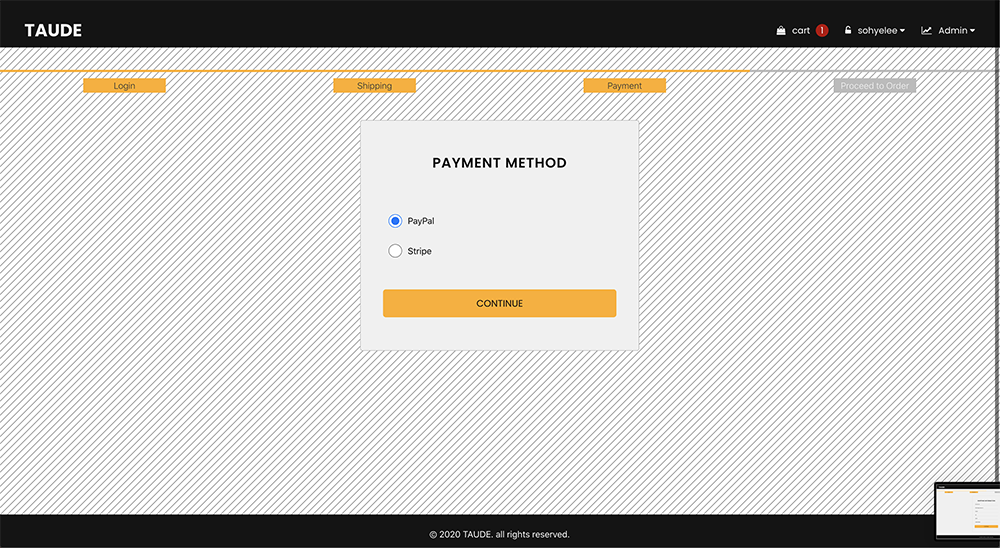 TAUDE
cart 1 sohyelee Admin
Login Shipping Payment Proceed to Order
PAYMENT METHOD
PayPal
Stripe
CONTINUE
© 2020 TAUDE. all rights reserved.